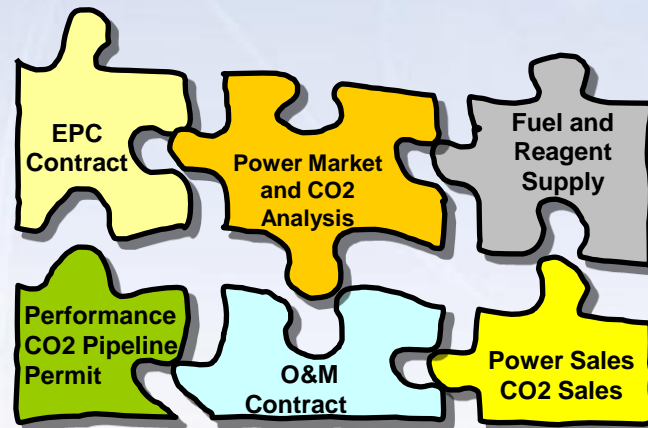 EPC
Contract
Power Market
and CO2
Analysis
Fuel and
Reagent
Supply
Performance
CO2 Pipeline
Permit
O&M
Contract
Power Sales
CO2 Sales